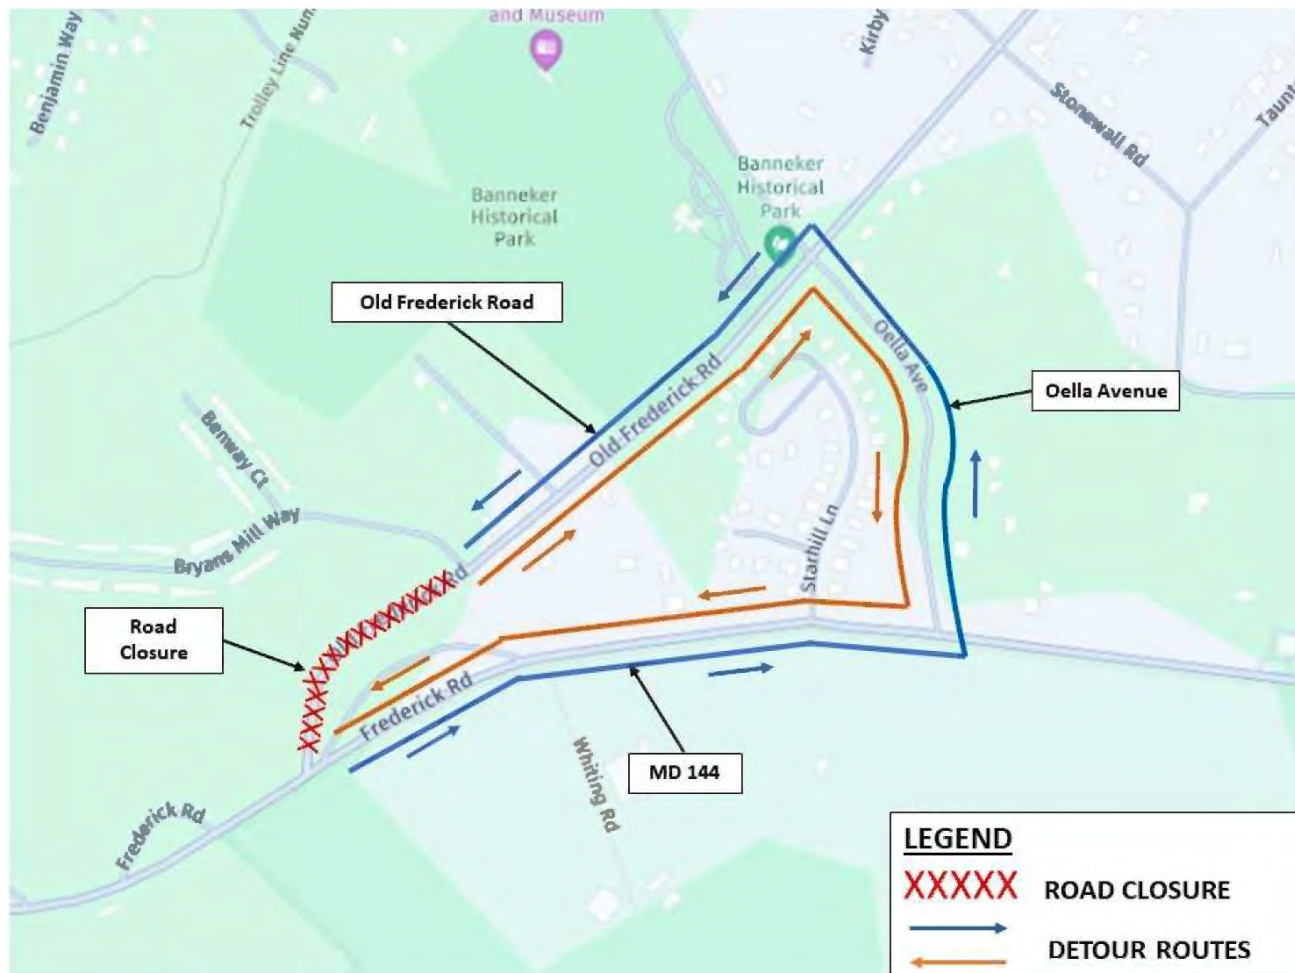 and Museum
Benjamin Way
Trolley Line Num
Kirby
Stonewall Rd
Taunt
Banneker
Historical
Park
Banneker
Historical
Park
Old Frederick Road
Oella Ave
Oella Avenue
Old Frederick Rd
Benway Ct
Bryans Mill Way
Starhill Ln
Rd
Road
Closure
Frederick Rd
MD 144
Whiting Rd
Frederick Rd
LEGEND
XXXXX ROAD CLOSURE
DETOUR ROUTES